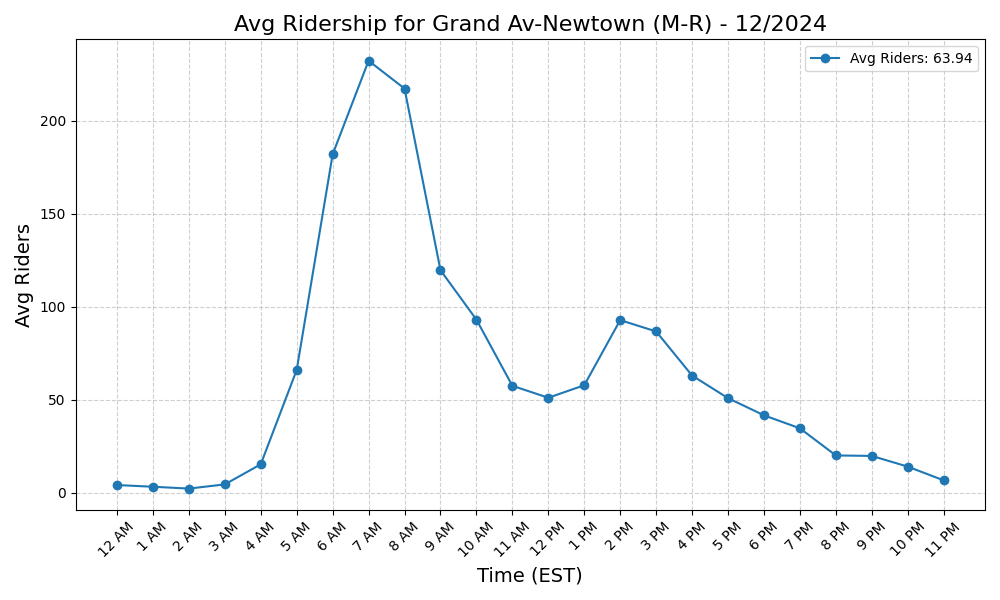 Avg Ridership for Grand Av-Newtown (M-R) - 12/2024
Avg Riders: 63.94
Avg Riders
200
150
100
50
0
12 AM
1 AM
2 AM
3 AM
4 AM
5 AM
6 AM
7 AM
8 AM
9 AM
10 AM
11 AM
12 PM
1 PM
2 PM
3 PM
4 PM
5 PM
6 PM
7 PM
8 PM
9 PM
10 PM
11 PM
Time (EST)